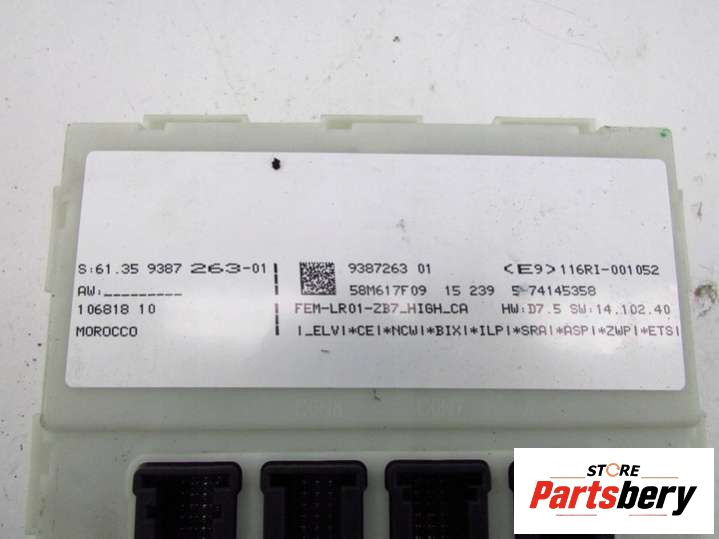 S:61.35 9387 263-01
AW:_________
106818 10
MOROCCO
9387263 01
<E9>116RI-001052
58M617F09 15 239 5 74145358
FEM-LR01-ZB7_HIGH_CA HW:D7.5 SW:14.102.40
|_ELV|*CE|*NCW|*BIX|*ILP|*SRA|*ASP|*ZWP|*ETS|
STORE
Partsbery